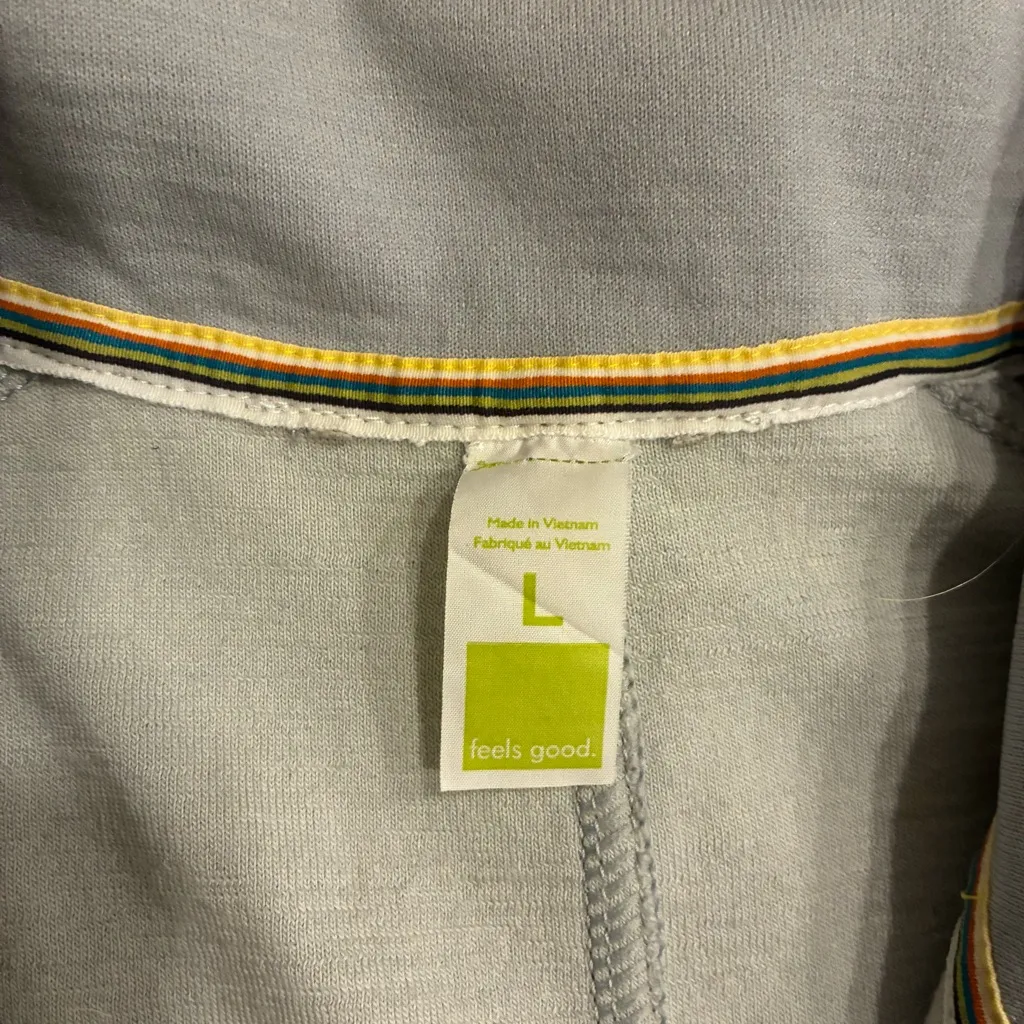 Made in Vietnam
Fabriqué au Vietnam
L
feels good.